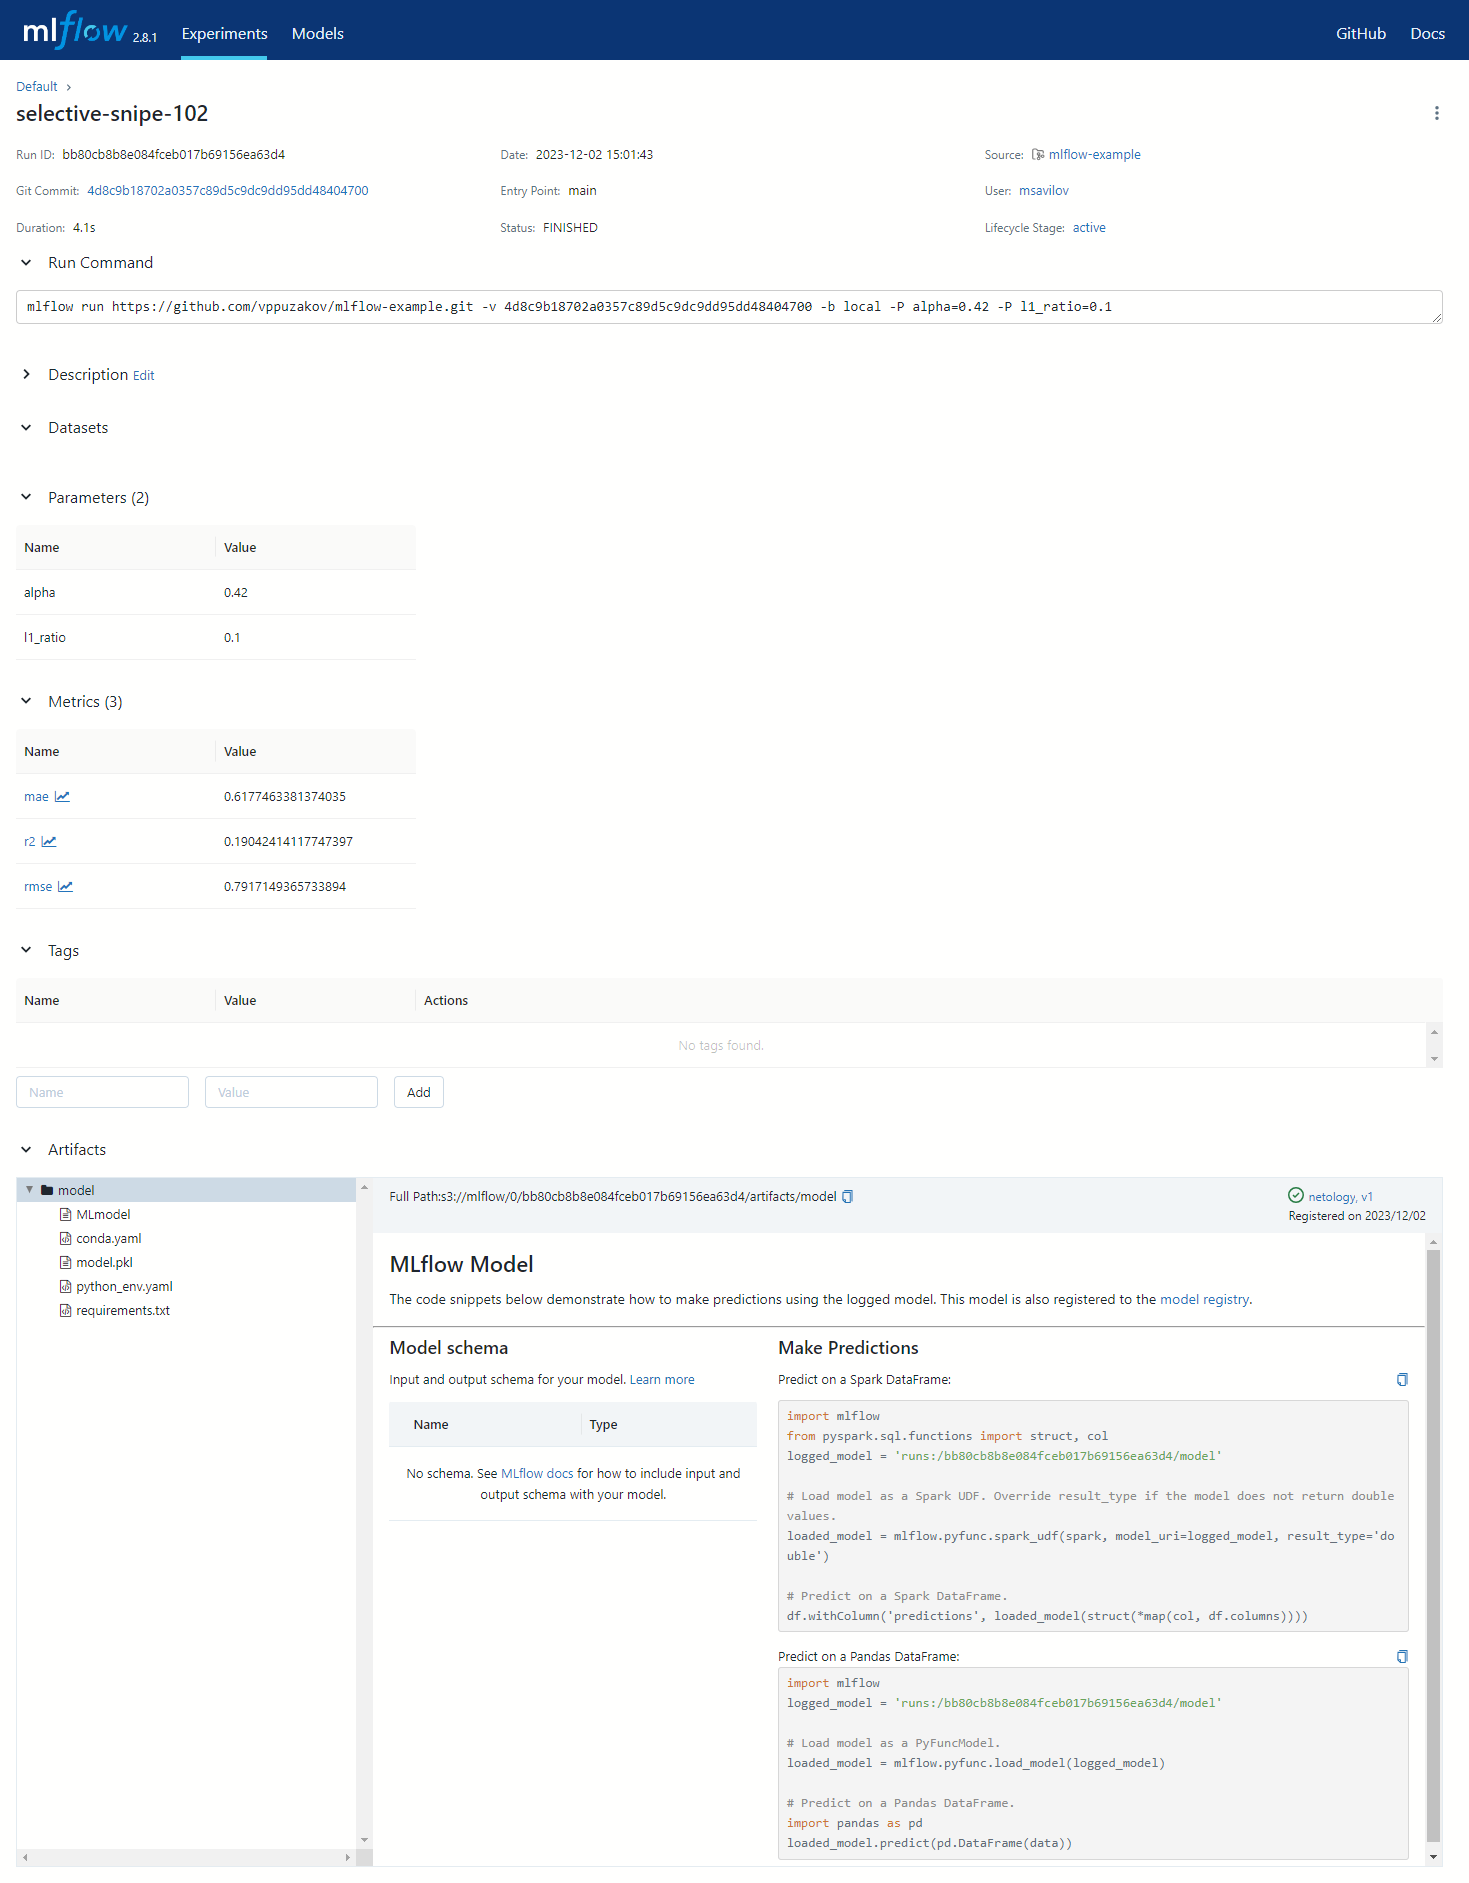 mlflow 2.8.1 Experiments Models GitHub Docs
Default
selective-snipe-102
Run ID: bb80cb8b8e084fceb017b69156ea63d4 Date: 2023-12-02 15:01:43 Source: mlflow-example
Git Commit: 4d8c9b18702a0357c89d5c9dc9dd95dd48404700 Entry Point: main User: msavilov
Duration: 4.1s Status: FINISHED Lifecycle Stage: active
Run Command
mlflow run https://github.com/vppuzakov/mlflow-example.git -v 4d8c9b18702a0357c89d5c9dc9dd95dd48404700 -b local -P alpha=0.42 -P l1_ratio=0.1
Description Edit
Datasets
Parameters (2)
Name Value
alpha 0.42
l1_ratio 0.1
Metrics (3)
Name Value
mae 0.6177463381374035
r2 0.19042414117747397
rmse 0.7917149365733894
Tags
Name Value Actions
No tags found.
Name Value Add
Artifacts
model
MLmodel
conda.yaml
model.pkl
python_env.yaml
requirements.txt
Full Path:s3://mlflow/0/bb80cb8b8e084fceb017b69156ea63d4/artifacts/model
netology, v1
Registered on 2023/12/02
MLflow Model
The code snippets below demonstrate how to make predictions using the logged model. This model is also registered to the model registry.
Model schema
Input and output schema for your model. Learn more
Name Type
No schema. See MLflow docs for how to include input and
output schema with your model.
Make Predictions
Predict on a Spark DataFrame:
import mlflow
from pyspark.sql.functions import struct, col
logged_model = 'runs:/bb80cb8b8e084fceb017b69156ea63d4/model'
# Load model as a Spark UDF. Override result_type if the model does not return double
values.
loaded_model = mlflow.pyfunc.spark_udf(spark, model_uri=logged_model, result_type='do
uble')
# Predict on a Spark DataFrame.
df.withColumn('predictions', loaded_model(struct(*map(col, df.columns))))
Predict on a Pandas DataFrame:
import mlflow
logged_model = 'runs:/bb80cb8b8e084fceb017b69156ea63d4/model'
# Load model as a PyFuncModel.
loaded_model = mlflow.pyfunc.load_model(logged_model)
# Predict on a Pandas DataFrame.
import pandas as pd
loaded_model.predict(pd.DataFrame(data))